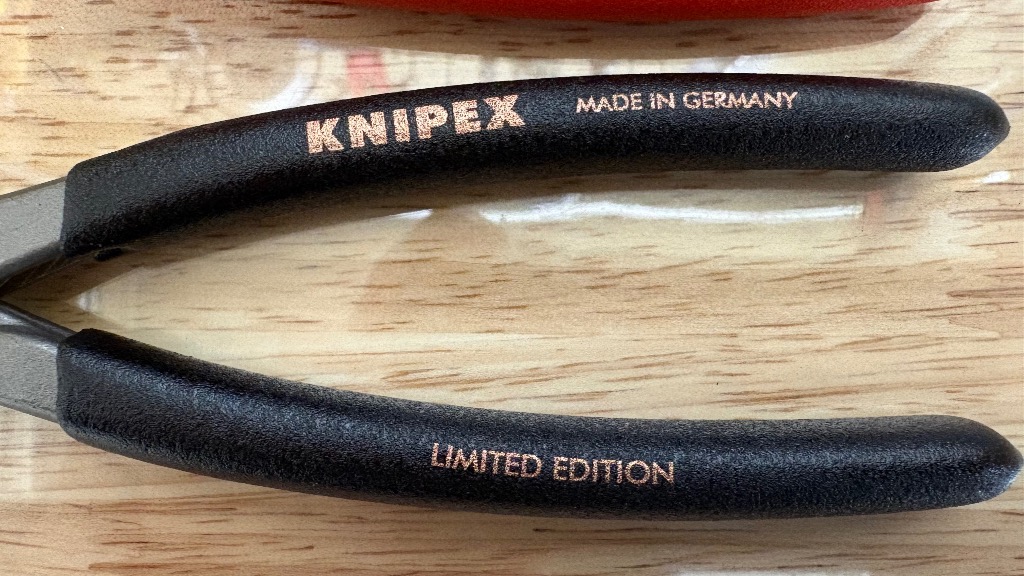 KNIPEX MADE IN GERMANY
LIMITED EDITION